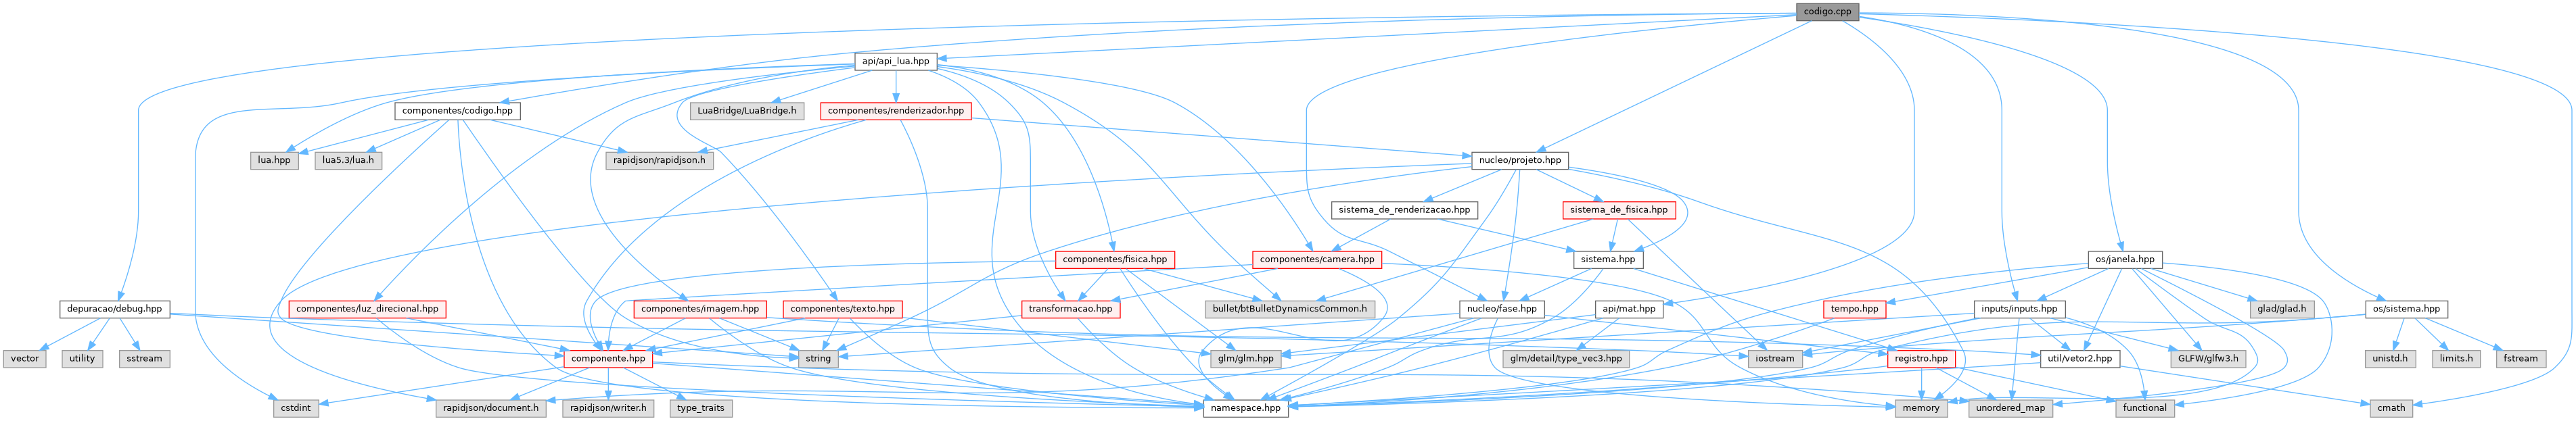 codigo.cpp
api/api_lua.hpp
componentes/codigo.hpp
LuaBridge/LuaBridge.h
componentes/renderizador.hpp
lua.hpp
lua5.3/lua.h
rapidjson/rapidjson.h
nucleo/projeto.hpp
sistema_de_renderizacao.hpp
sistema_de_fisica.hpp
componentes/fisica.hpp
componentes/camera.hpp
sistema.hpp
os/janela.hpp
depuracao/debug.hpp
componentes/luz_direcional.hpp
componentes/imagem.hpp
componentes/texto.hpp
transformacao.hpp
bullet/btBulletDynamicsCommon.h
nucleo/fase.hpp
api/mat.hpp
tempo.hpp
inputs/inputs.hpp
glad/glad.h
os/sistema.hpp
vector
utility
sstream
componente.hpp
string
glm/glm.hpp
glm/detail/type_vec3.hpp
iostream
registro.hpp
util/vetor2.hpp
GLFW/glfw3.h
unistd.h
limits.h
fstream
cstdint
rapidjson/document.h
rapidjson/writer.h
type_traits
namespace.hpp
memory
unordered_map
functional
cmath